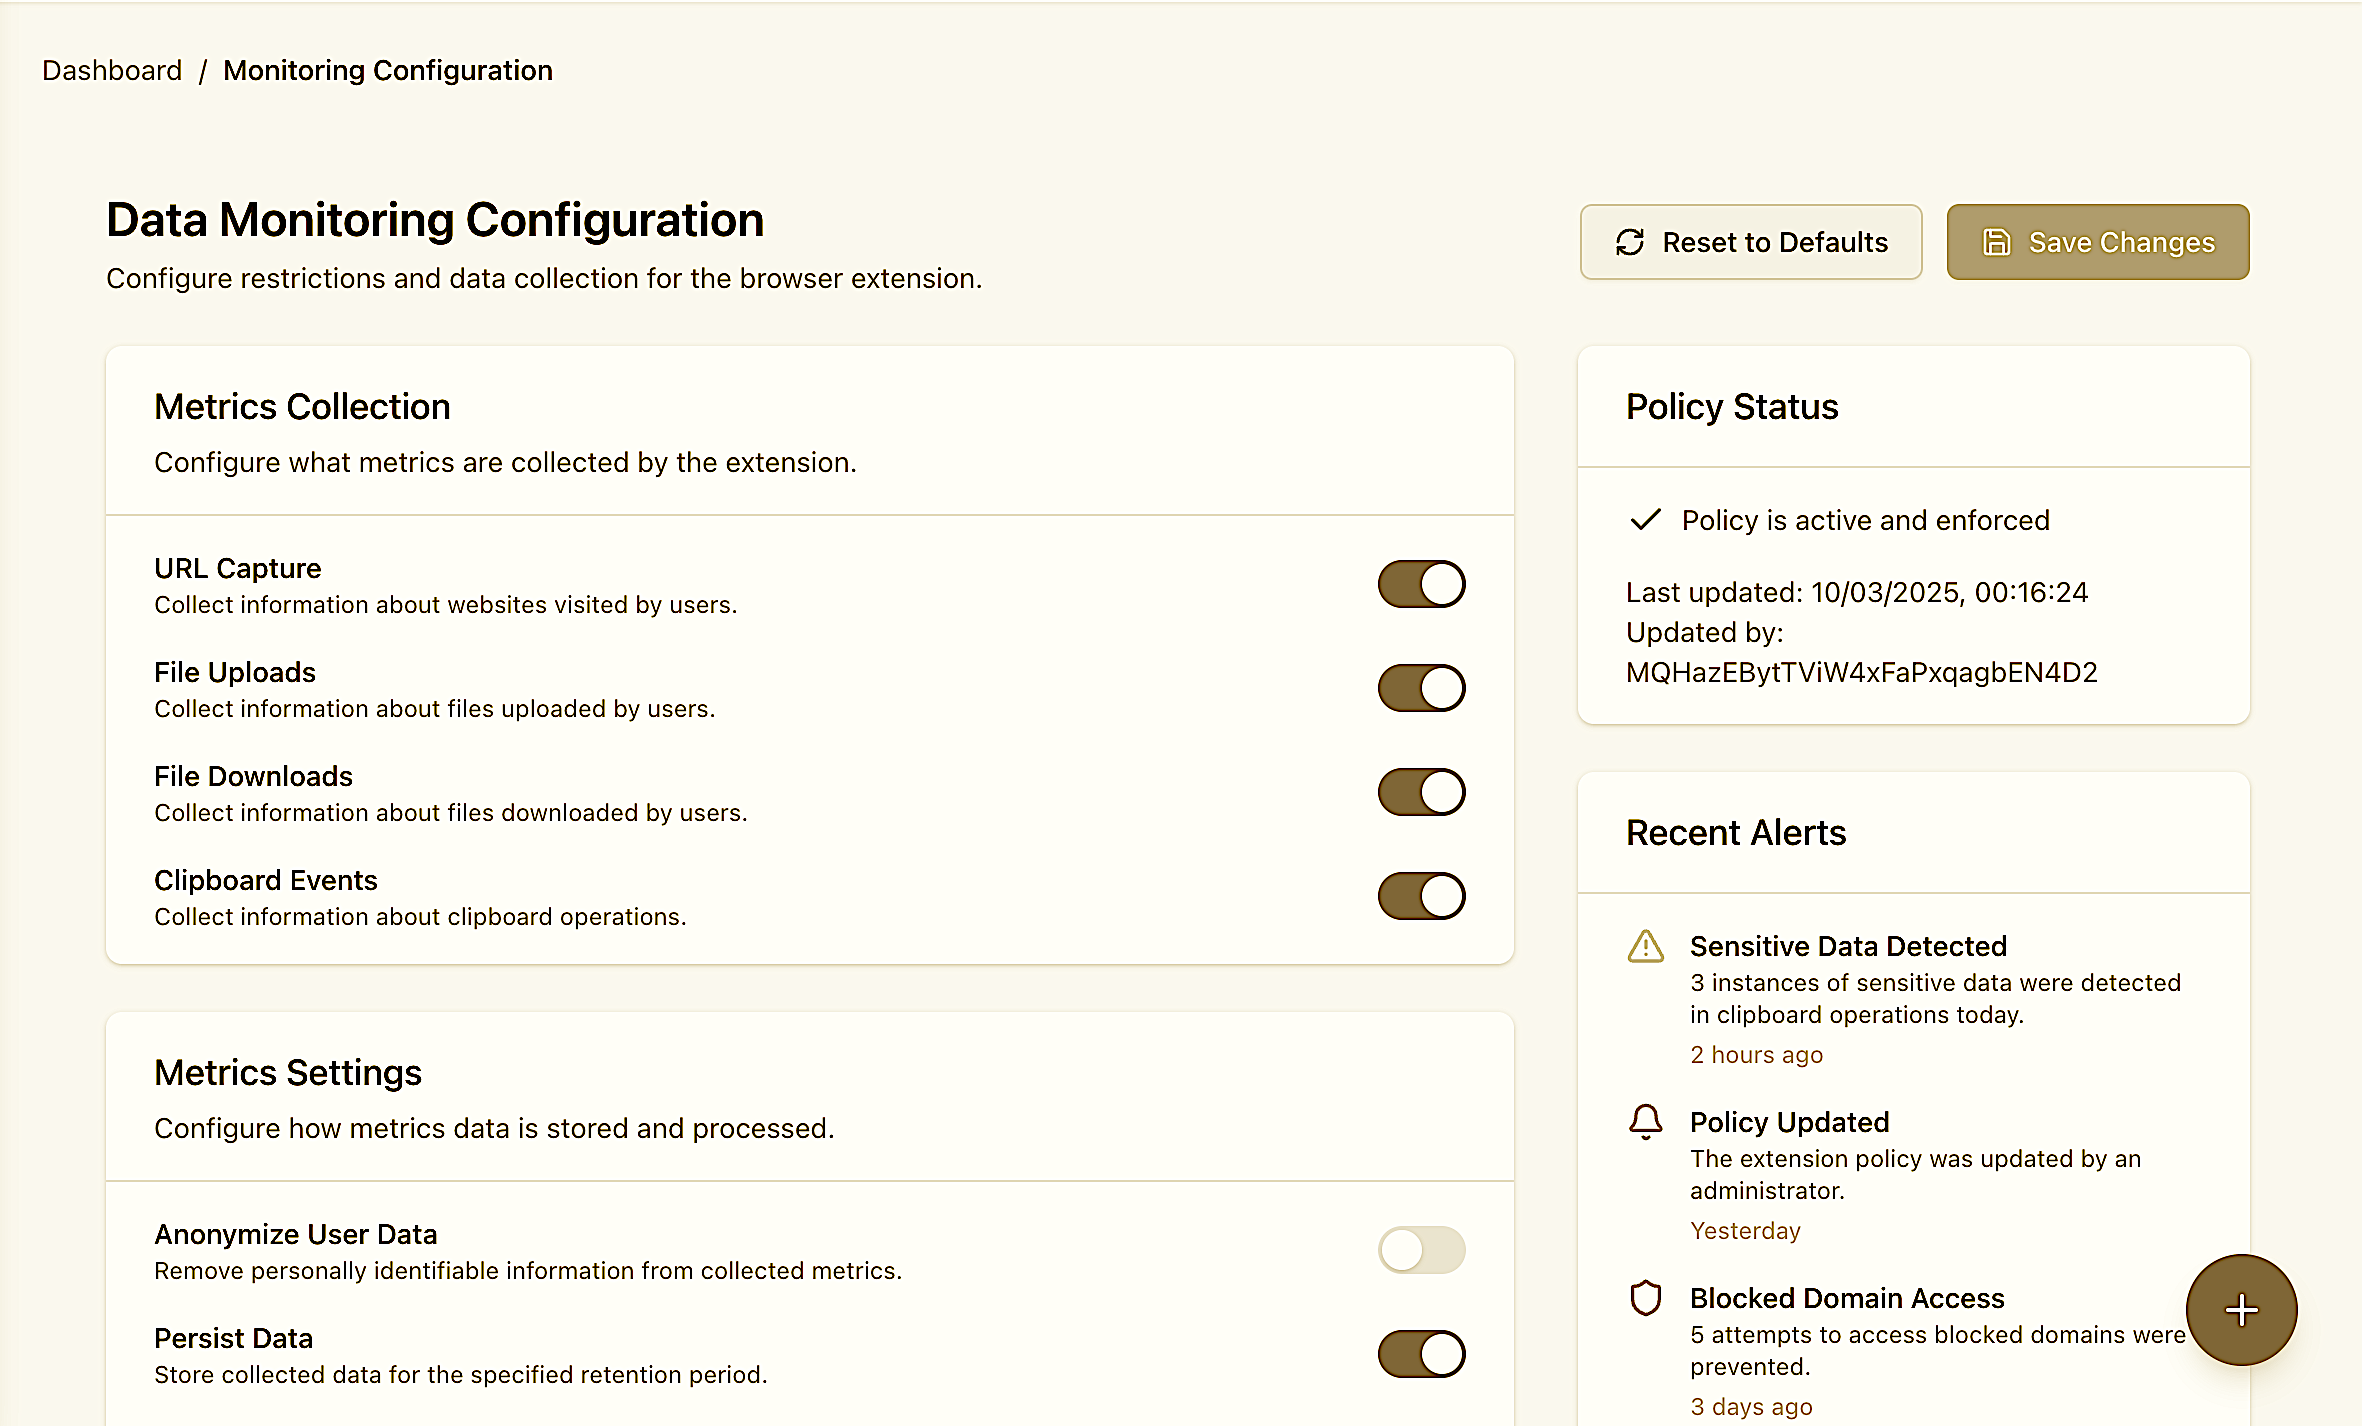 Dashboard / Monitoring Configuration
Data Monitoring Configuration
Configure restrictions and data collection for the browser extension.
Reset to Defaults
Save Changes
Metrics Collection
Configure what metrics are collected by the extension.
URL Capture
Collect information about websites visited by users.
File Uploads
Collect information about files uploaded by users.
File Downloads
Collect information about files downloaded by users.
Clipboard Events
Collect information about clipboard operations.
Metrics Settings
Configure how metrics data is stored and processed.
Anonymize User Data
Remove personally identifiable information from collected metrics.
Persist Data
Store collected data for the specified retention period.
Policy Status
Policy is active and enforced
Last updated: 10/03/2025, 00:16:24
Updated by:
MQHazEBytTViW4xFaPxqagbEN4D2
Recent Alerts
Sensitive Data Detected
3 instances of sensitive data were detected
in clipboard operations today.
2 hours ago
Policy Updated
The extension policy was updated by an
administrator.
Yesterday
Blocked Domain Access
5 attempts to access blocked domains were
prevented.
3 days ago